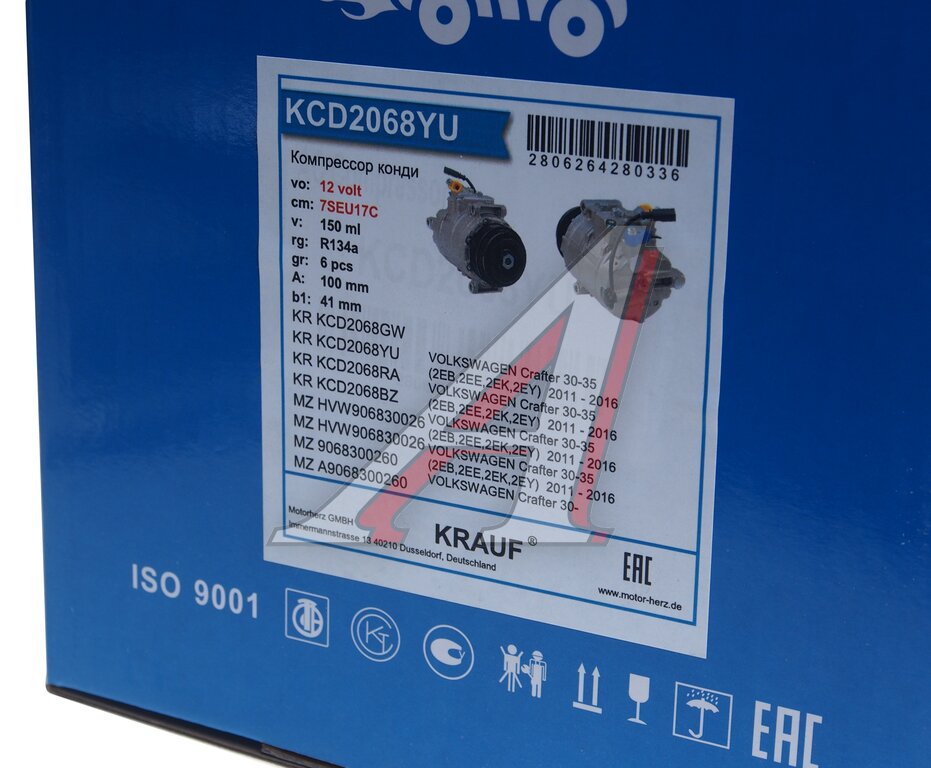 KCD2068YU
2806264280336
Компрессор конди
vo: 12 volt
cm: 7SEU17C
v: 150 ml
rg: R134a
gr: 6 pcs
A: 100 mm
b1: 41 mm
KR KCD2068GW
KR KCD2068YU
KR KCD2068RA
KR KCD2068BZ
MZ HVW906830026
MZ HVW906830026
MZ 9068300260
MZ A9068300260
VOLKSWAGEN Crafter 30-35
(2EB,2EE,2EK,2EY) 2011 - 2016
VOLKSWAGEN Crafter 30-35
(2EB,2EE,2EK,2EY) 2011 - 2016
VOLKSWAGEN Crafter 30-35
(2EB,2EE,2EK,2EY) 2011 - 2016
VOLKSWAGEN Crafter 30-35
(2EB,2EE,2EK,2EY) 2011 - 2016
VOLKSWAGEN Crafter 30-
Motorherz GMBH
Immermannstrasse 13 40210 Dusseldorf, Deutschland
KRAUF ®
EAC
www.motor-herz.de
ISO 9001
EAC